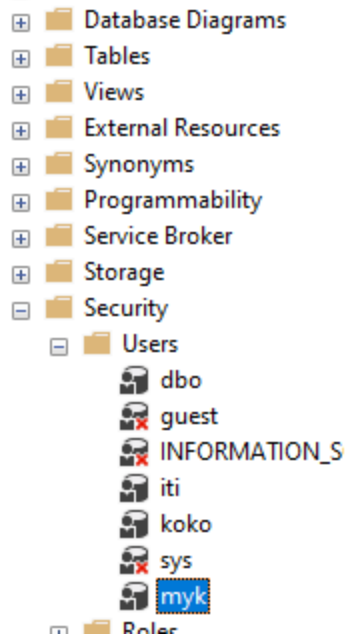 Database Diagrams
Tables
Views
External Resources
Synonyms
Programmability
Service Broker
Storage
Security
Users
dbo
guest
INFORMATION_S
iti
koko
sys
myk
Roles